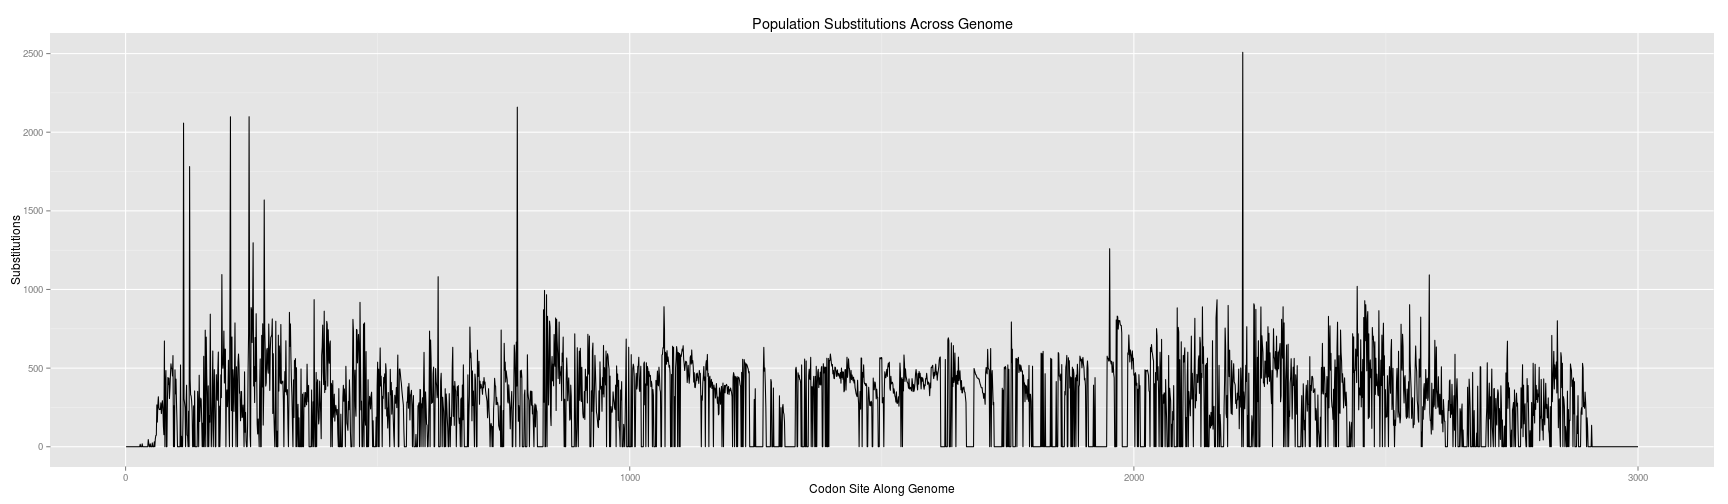 Population Substitutions Across Genome
2500
2000
1500
1000
500
0
Substitutions
0 1000 2000 3000
Codon Site Along Genome